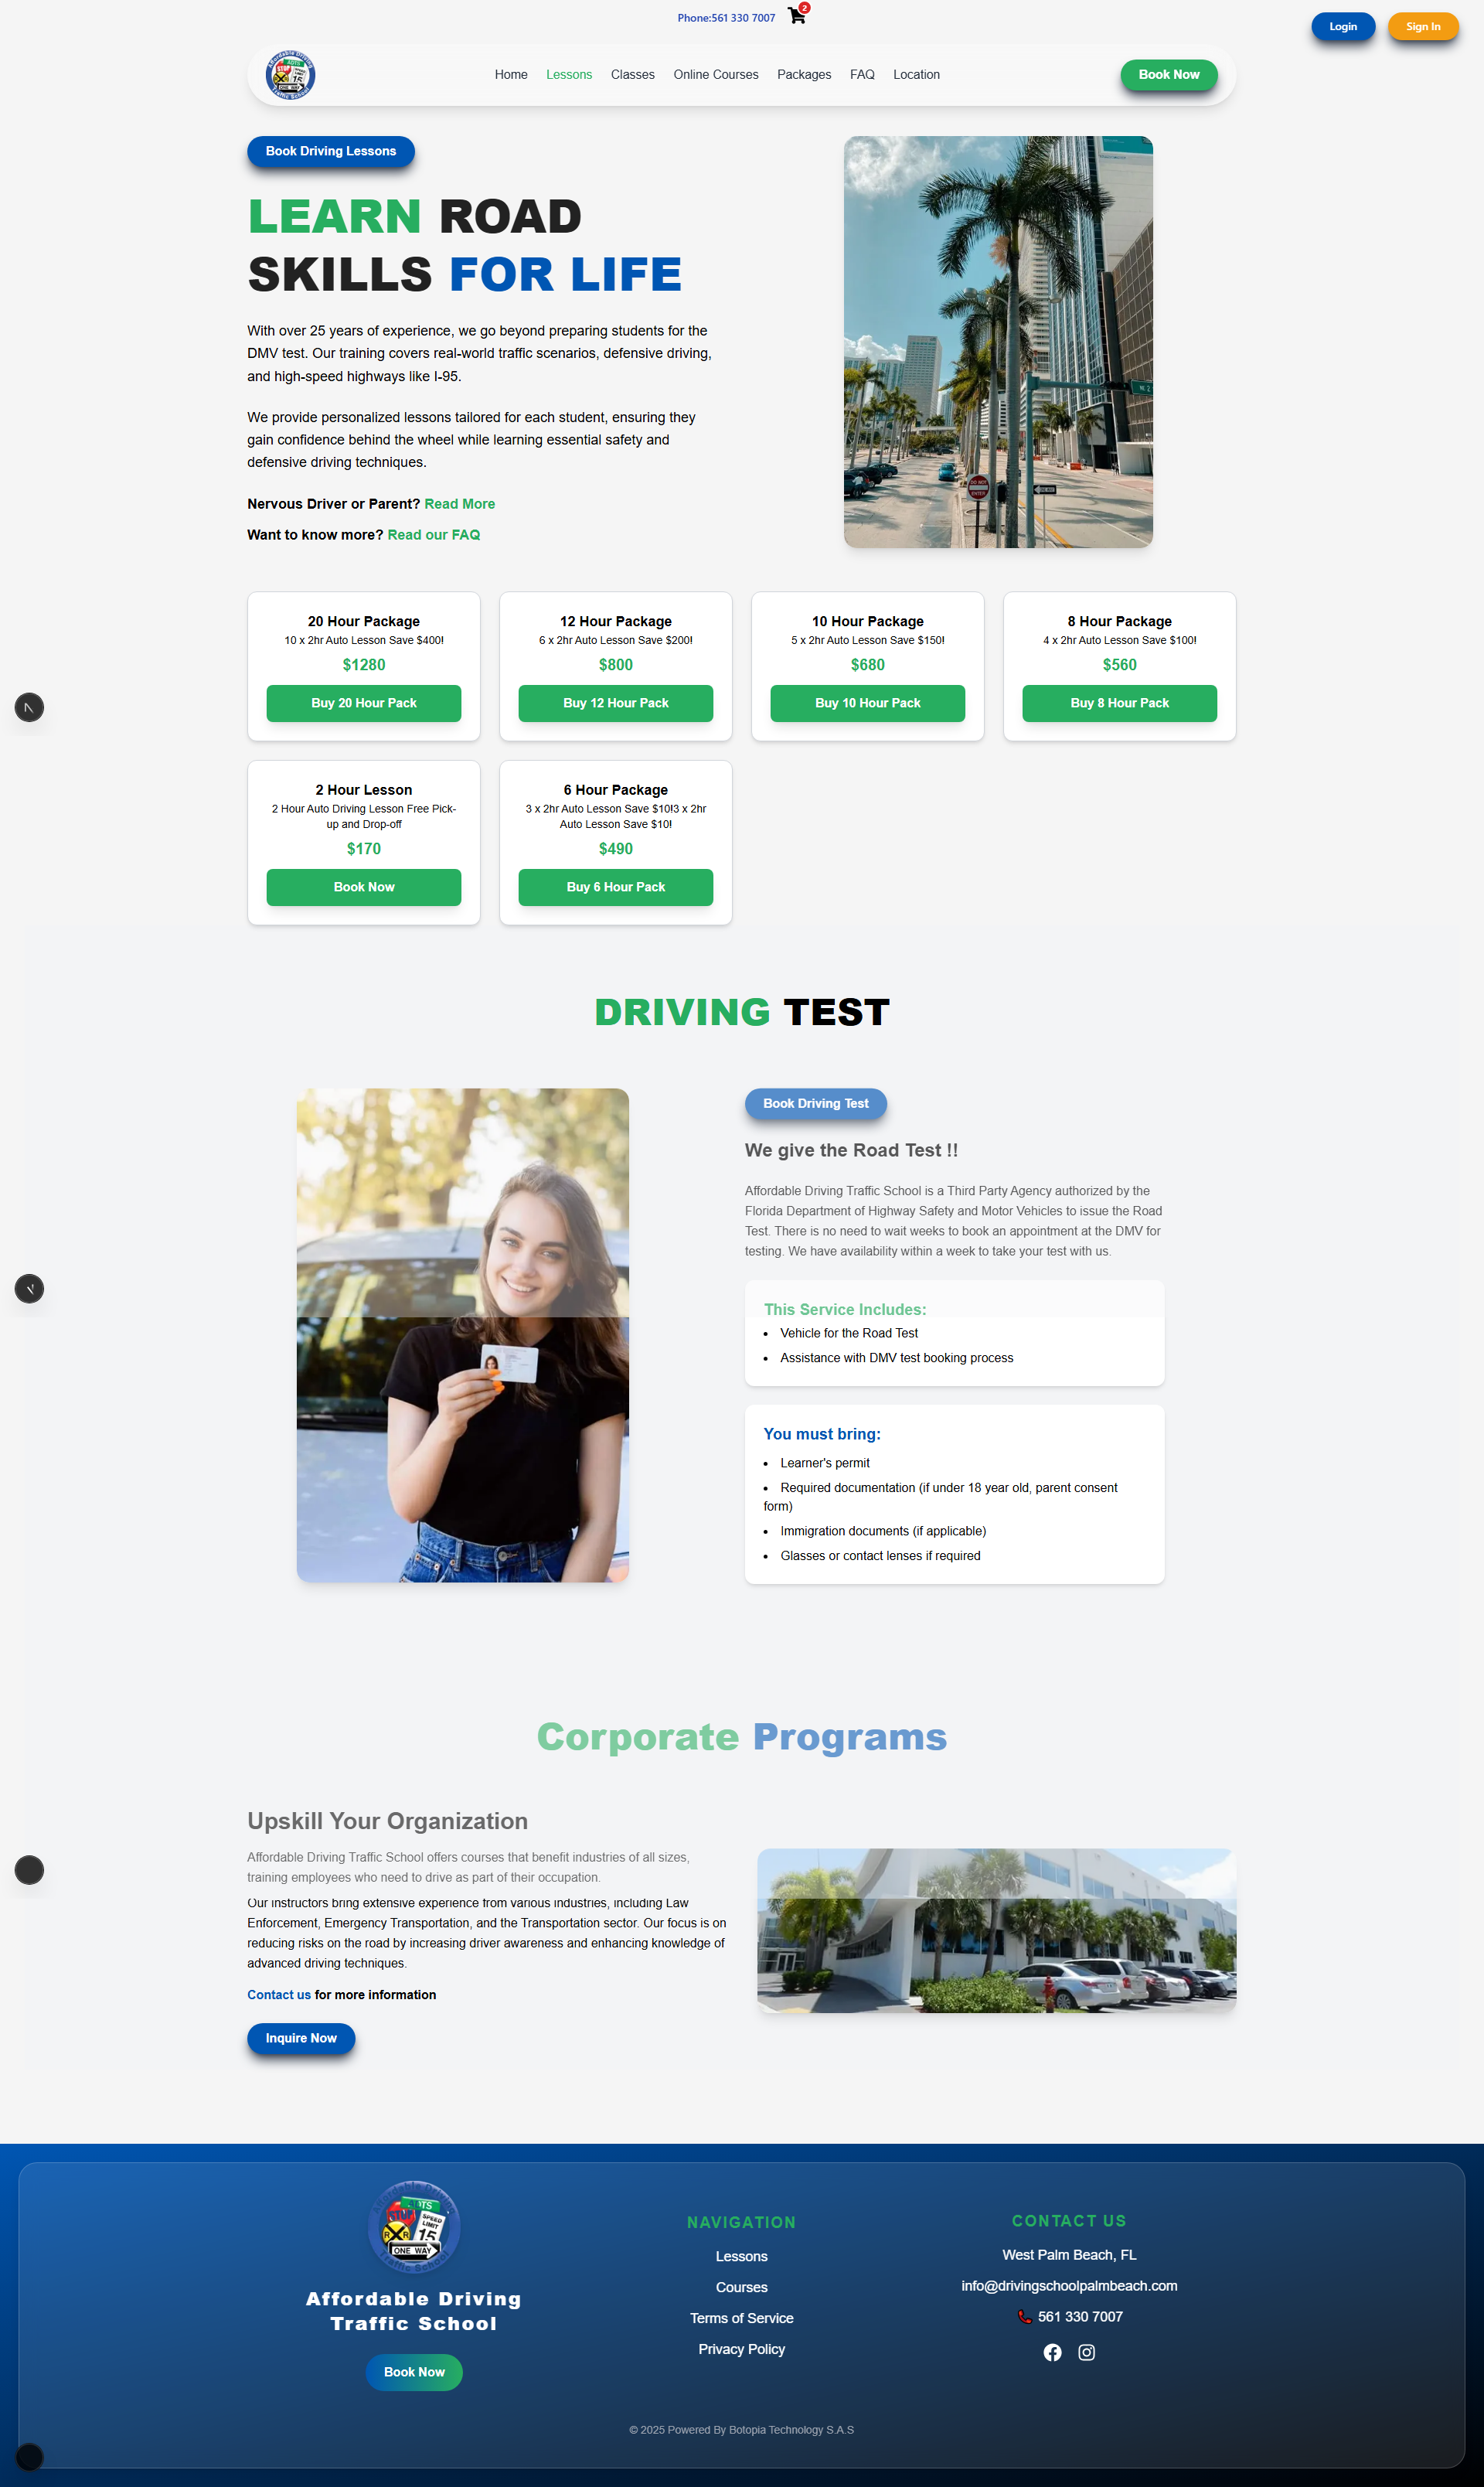 Phone:561 330 7007
2
Login
Sign In
Home
Lessons
Classes
Online Courses
Packages
FAQ
Location
Book Now
Book Driving Lessons
LEARN ROAD
SKILLS FOR LIFE
With over 25 years of experience, we go beyond preparing students for the
DMV test. Our training covers real-world traffic scenarios, defensive driving,
and high-speed highways like I-95.
We provide personalized lessons tailored for each student, ensuring they
gain confidence behind the wheel while learning essential safety and
defensive driving techniques.
Nervous Driver or Parent? Read More
Want to know more? Read our FAQ
DO NOT
ENTER
20 Hour Package
10 x 2hr Auto Lesson Save $400!
$1280
Buy 20 Hour Pack
12 Hour Package
6 x 2hr Auto Lesson Save $200!
$800
Buy 12 Hour Pack
10 Hour Package
5 x 2hr Auto Lesson Save $150!
$680
Buy 10 Hour Pack
8 Hour Package
4 x 2hr Auto Lesson Save $100!
$560
Buy 8 Hour Pack
2 Hour Lesson
2 Hour Auto Driving Lesson Free Pick-
up and Drop-off
$170
Book Now
6 Hour Package
3 x 2hr Auto Lesson Save $10!3 x 2hr
Auto Lesson Save $10!
$490
Buy 6 Hour Pack
DRIVING TEST
Book Driving Test
We give the Road Test !!
Affordable Driving Traffic School is a Third Party Agency authorized by the
Florida Department of Highway Safety and Motor Vehicles to issue the Road
Test. There is no need to wait weeks to book an appointment at the DMV for
testing. We have availability within a week to take your test with us.
This Service Includes:
• Vehicle for the Road Test
• Assistance with DMV test booking process
You must bring:
• Learner's permit
• Required documentation (if under 18 year old, parent consent
form)
• Immigration documents (if applicable)
• Glasses or contact lenses if required
Corporate Programs
Upskill Your Organization
Affordable Driving Traffic School offers courses that benefit industries of all sizes,
training employees who need to drive as part of their occupation.
Our instructors bring extensive experience from various industries, including Law
Enforcement, Emergency Transportation, and the Transportation sector. Our focus is on
reducing risks on the road by increasing driver awareness and enhancing knowledge of
advanced driving techniques.
Contact us for more information
Inquire Now
Affordable Driving
STOP
SPEED
LIMIT
15
R R
ONE WAY
Traffic School
Affordable Driving
Traffic School
Book Now
NAVIGATION
Lessons
Courses
Terms of Service
Privacy Policy
CONTACT US
West Palm Beach, FL
info@drivingschoolpalmbeach.com
561 330 7007
© 2025 Powered By Botopia Technology S.A.S